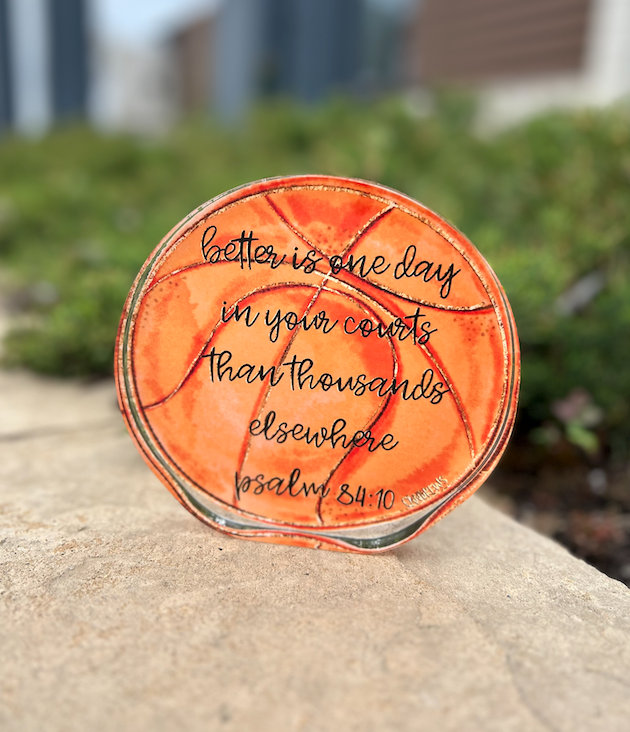 better is one day
in your courts
than thousands
elsewhere
psalm 84:10